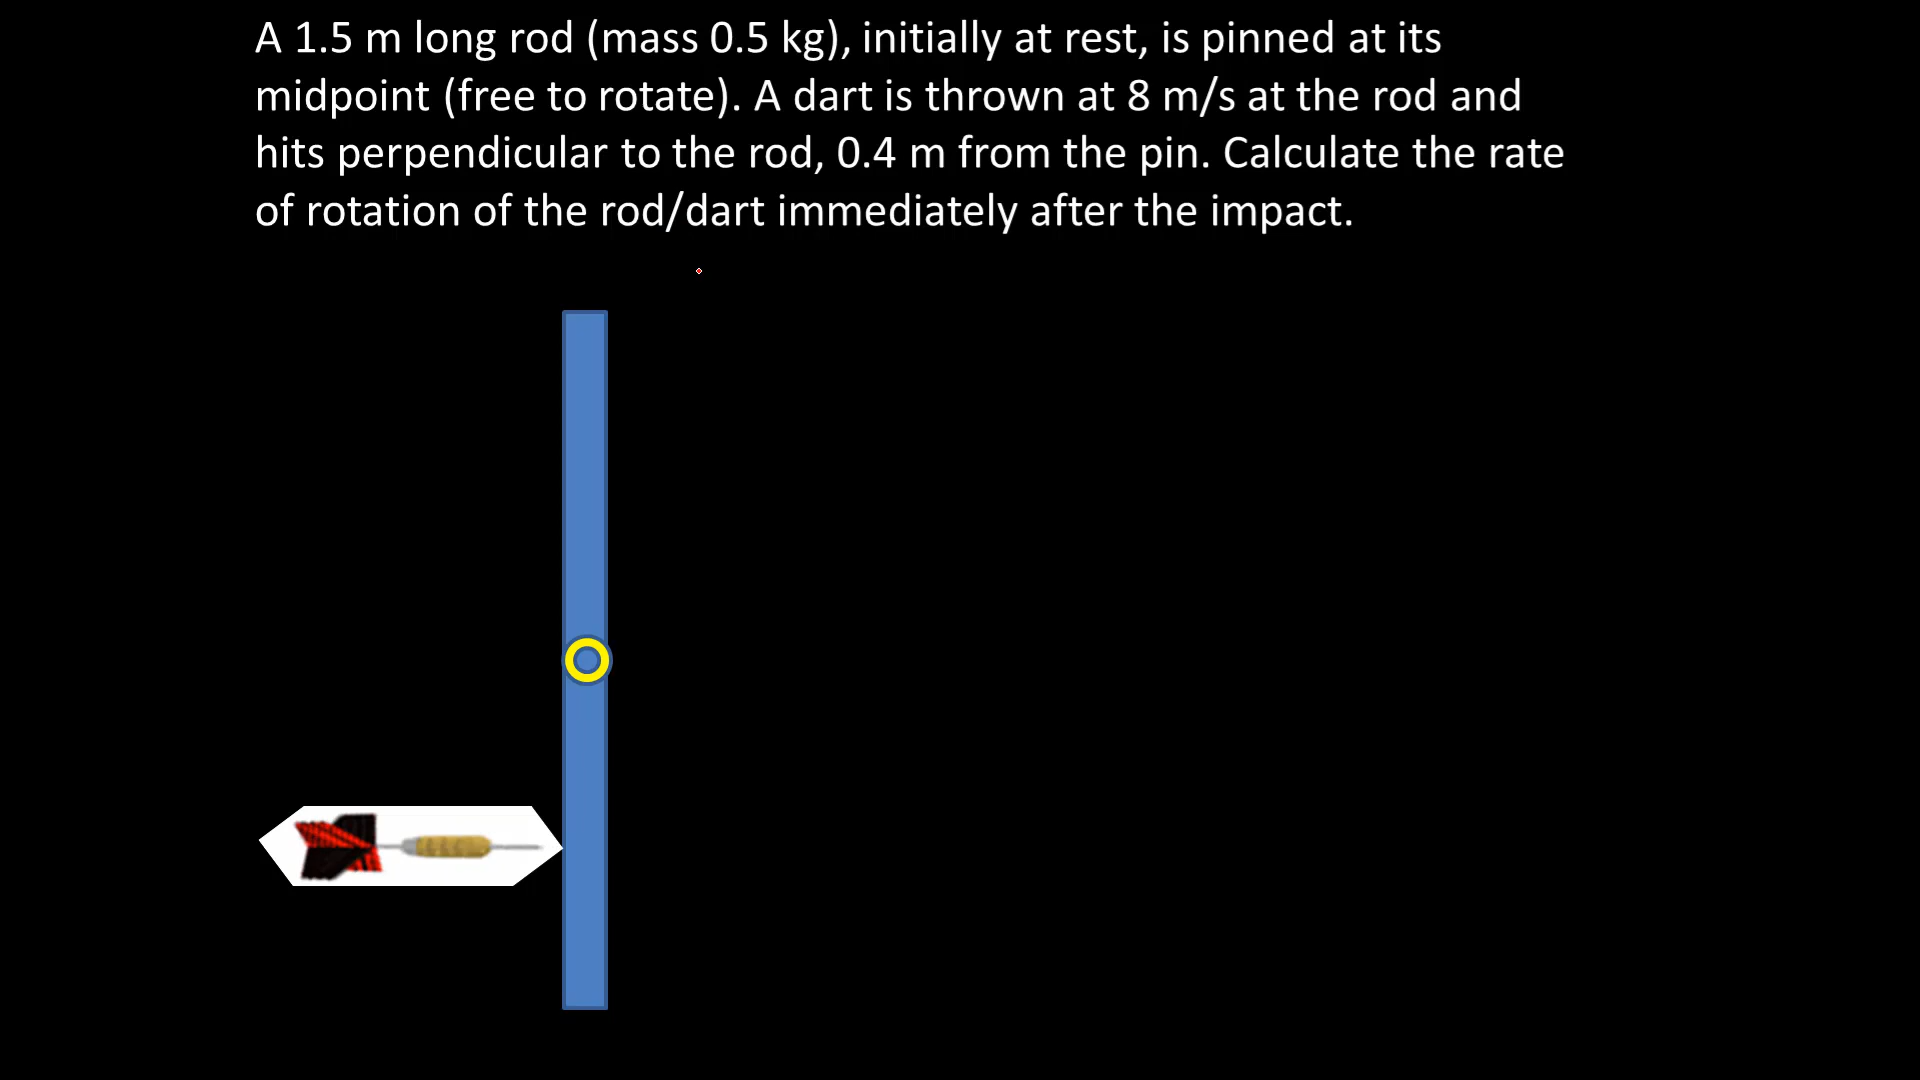 A 1.5 m long rod (mass 0.5 kg), initially at rest, is pinned at its
midpoint (free to rotate). A dart is thrown at 8 m/s at the rod and
hits perpendicular to the rod, 0.4 m from the pin. Calculate the rate
of rotation of the rod/dart immediately after the impact.